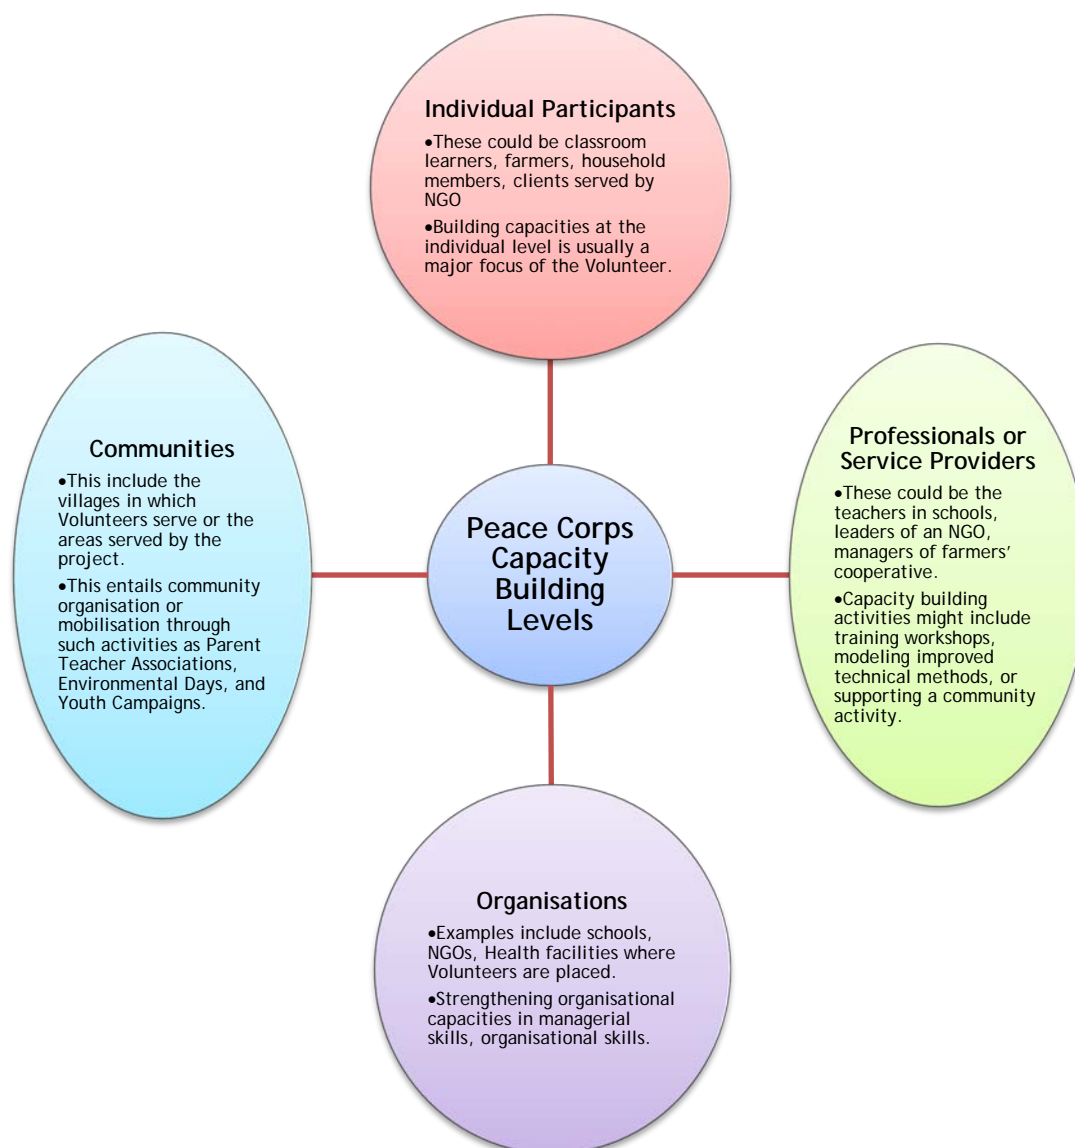 Individual Participants
•These could be classroom
learners, farmers, household
members, clients served by
NGO
•Building capacities at the
individual level is usually a
major focus of the Volunteer.
Communities
•This include the
villages in which
Volunteers serve or the
areas served by the
project.
•This entails community
organisation or
mobilisation through
such activities as Parent
Teacher Associations,
Environmental Days, and
Youth Campaigns.
Peace Corps
Capacity
Building
Levels
Professionals or
Service Providers
•These could be the
teachers in schools,
leaders of an NGO,
managers of farmers’
cooperative.
•Capacity building
activities might include
training workshops,
modeling improved
technical methods, or
supporting a community
activity.
Organisations
•Examples include schools,
NGOs, Health facilities where
Volunteers are placed.
•Strengthening organisational
capacities in managerial
skills, organisational skills.